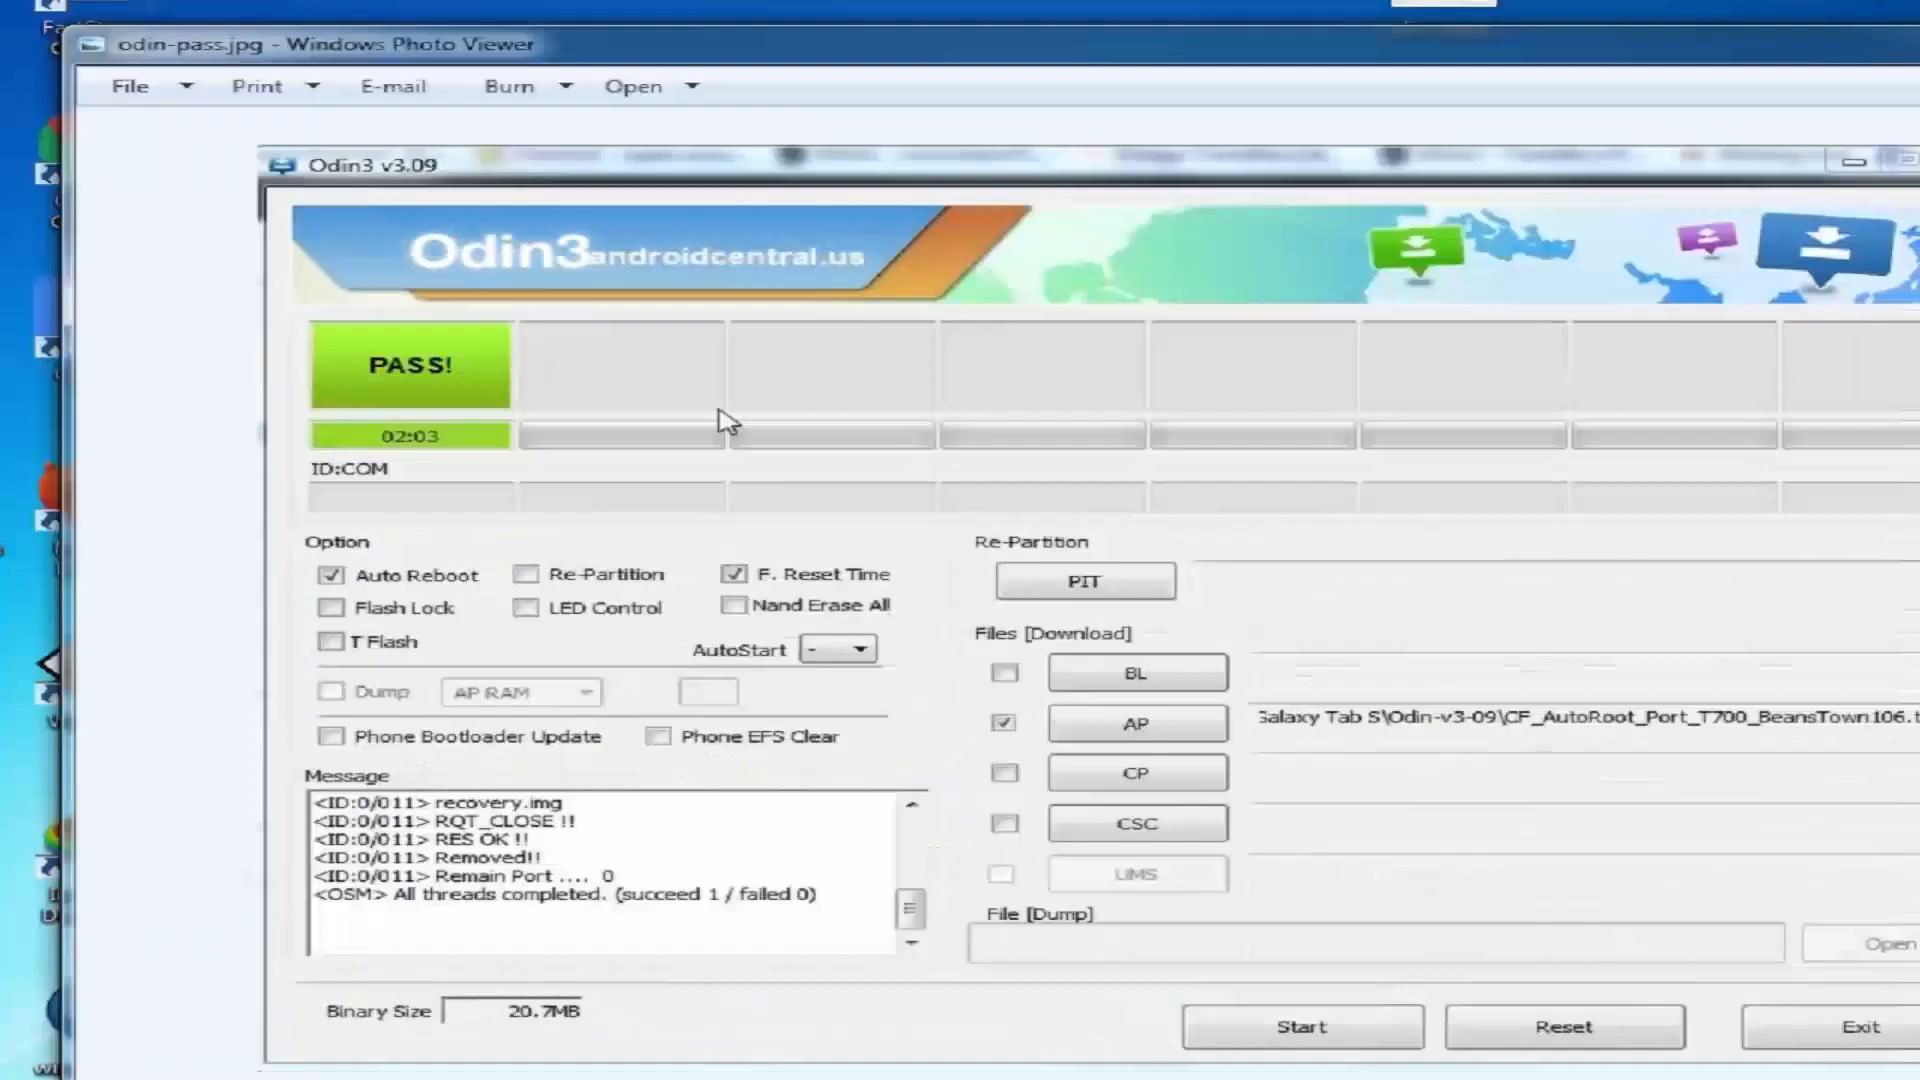 odin-pass.jpg - Windows Photo Viewer
File Print E-mail Burn Open
Odin3 v3.09
Odin3 androidcentral.us
PASS!
02:03
ID:COM
Option
Auto Reboot Re-Partition F. Reset Time
Flash Lock LED Control Nand Erase All
T Flash AutoStart -
Dump AP RAM
Phone Bootloader Update Phone EFS Clear
Message
<ID:0/011> recovery.img
<ID:0/011> RQT_CLOSE !!
<ID:0/011> RES OK !!
<ID:0/011> Removed!!
<ID:0/011> Remain Port .... 0
<OSM> All threads completed. (succeed 1 / failed 0)
Binary Size 20.7MB
Re-Partition
PIT
Files [Download]
BL
AP Galaxy Tab S\Odin-v3-09\CF_AutoRoot_Port_T700_BeansTown106.t
CP
CSC
UMS
File [Dump]
Open
Start Reset Exit